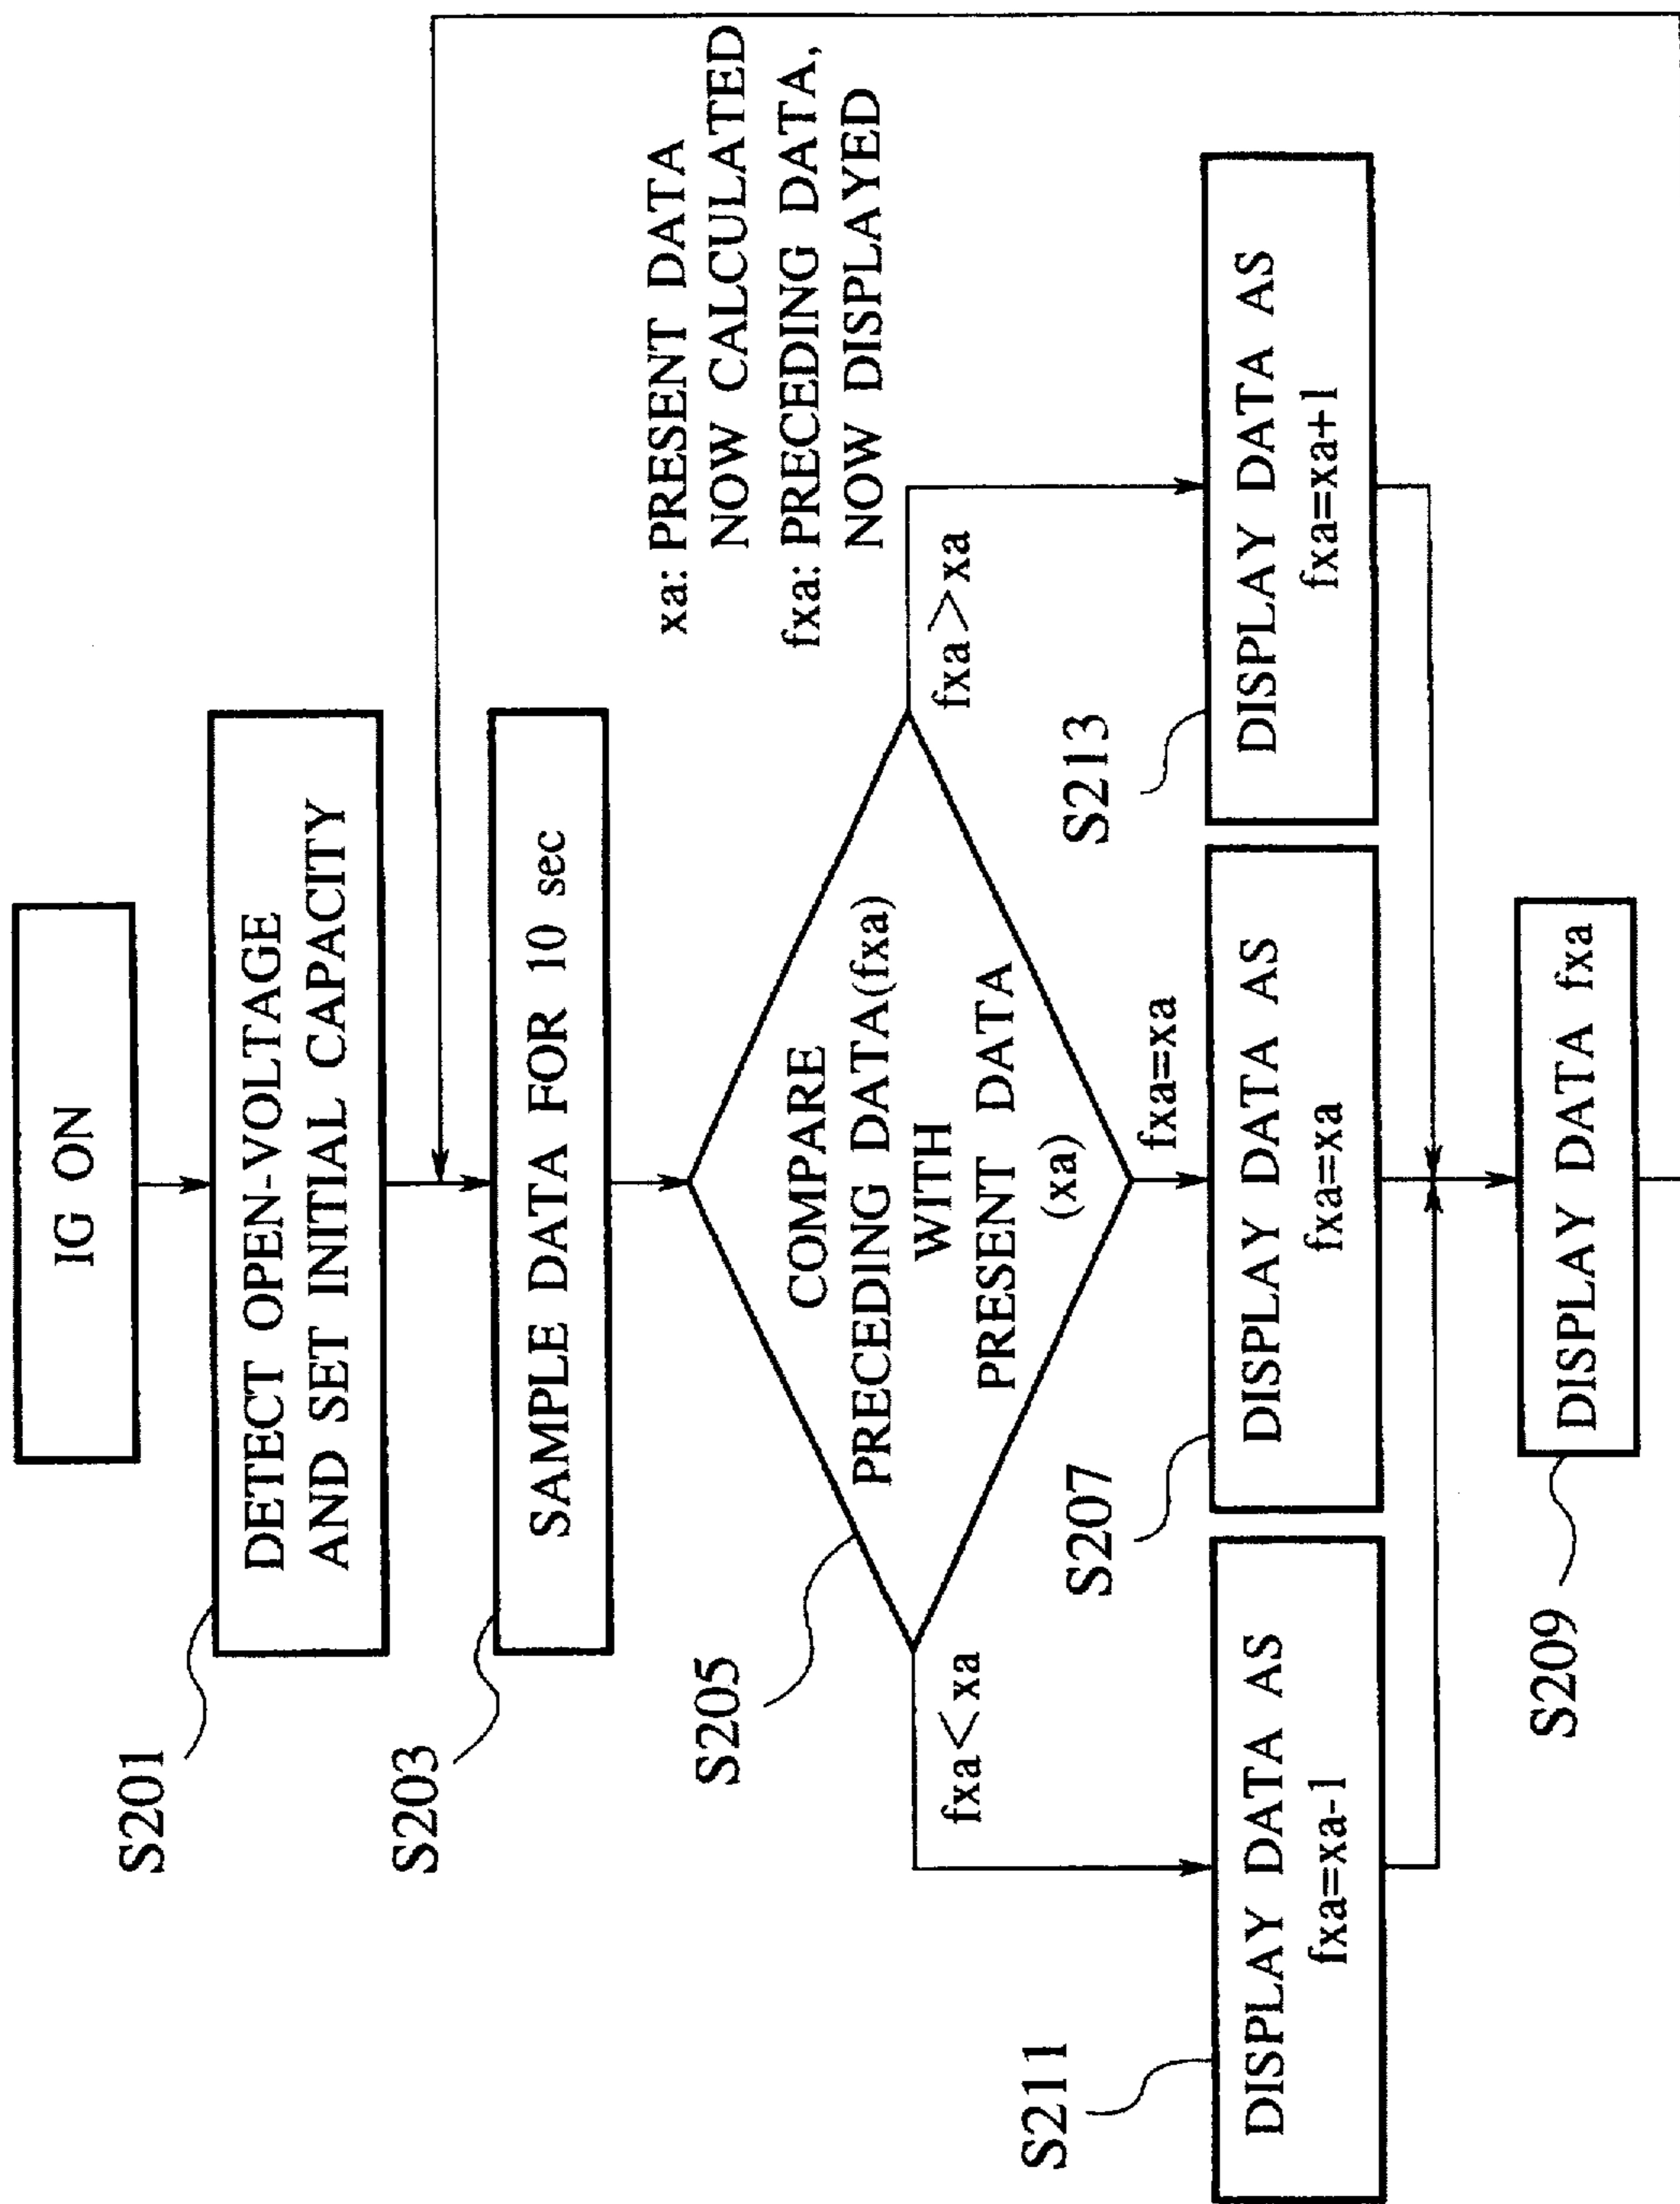 IG ON
S201
DETECT OPEN-VOLTAGE
AND SET INITIAL CAPACITY
S203
SAMPLE DATA FOR 10 sec
xa: PRESENT DATA
NOW CALCULATED
fxa: PRECEDING DATA,
NOW DISPLAYED
S205
COMPARE
PRECEDING DATA(fxa)
WITH
PRESENT DATA
(xa)
fxa<xa
fxa=xa
fxa>xa
S211
DISPLAY DATA AS
fxa=xa-1
S207
DISPLAY DATA AS
fxa=xa
S213
DISPLAY DATA AS
fxa=xa+1
S209
DISPLAY DATA fxa